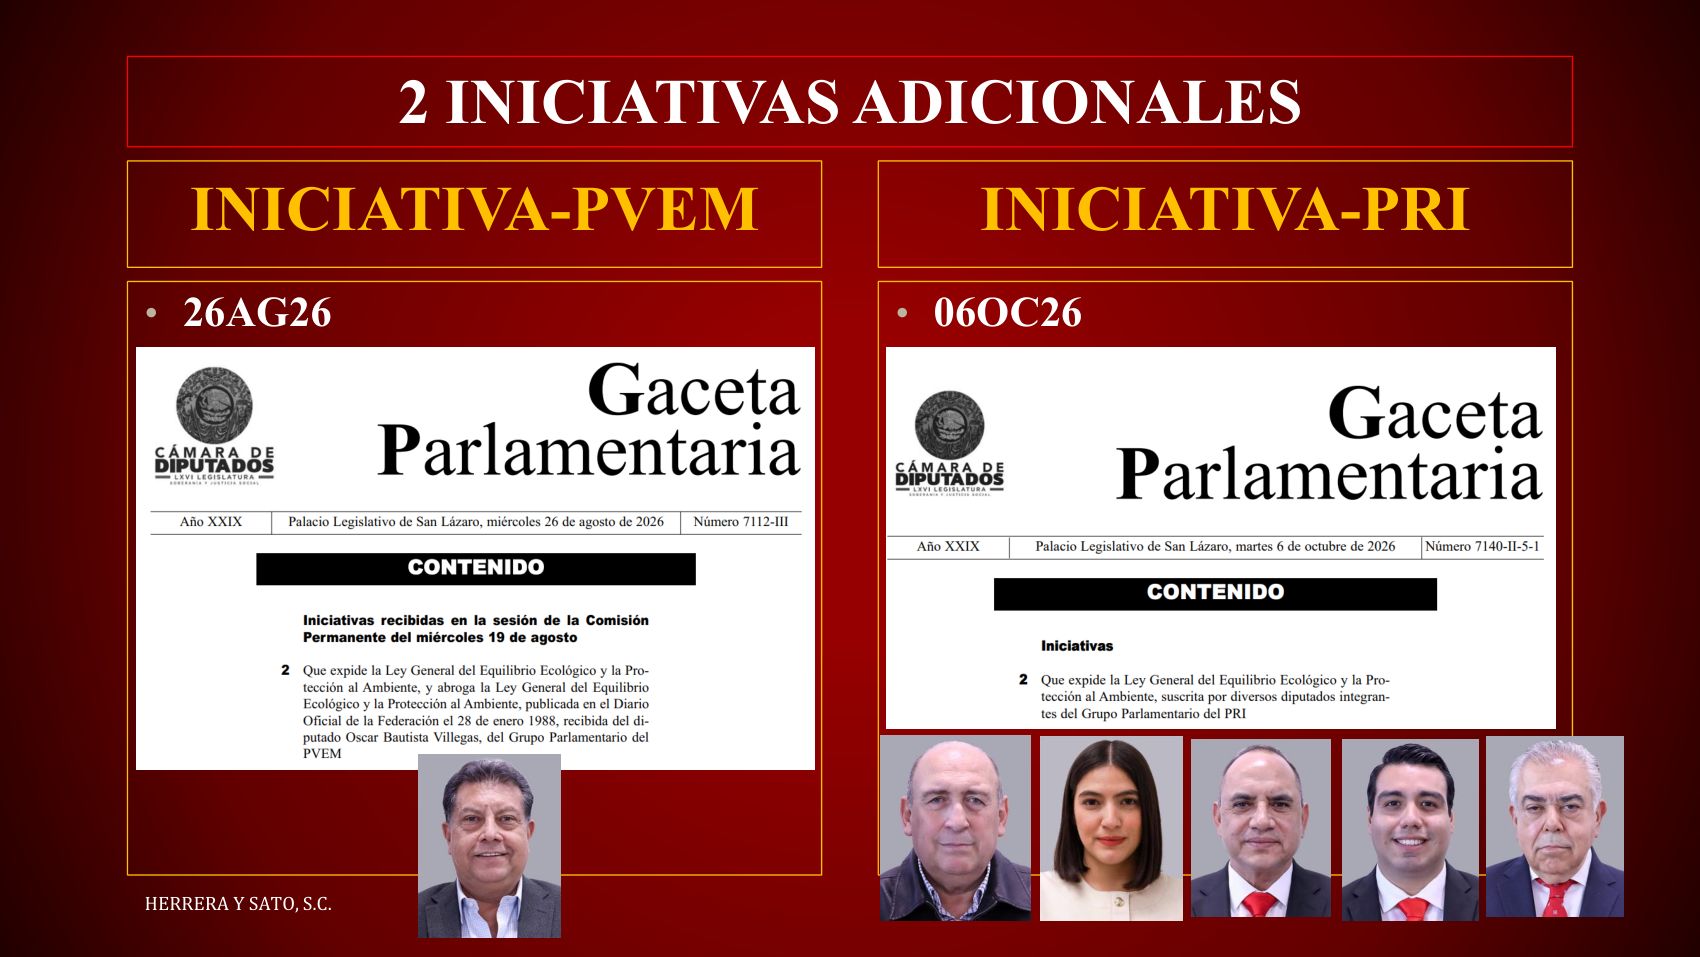 2 INICIATIVAS ADICIONALES
INICIATIVA-PVEM
• 26AG26
CÁMARA DE
DIPUTADOS
LXVI LEGISLATURA
SOBERANÍA Y JUSTICIA SOCIAL
Gaceta
Parlamentaria
Año XXIX Palacio Legislativo de San Lázaro, miércoles 26 de agosto de 2026 Número 7112-III
CONTENIDO
Iniciativas recibidas en la sesión de la Comisión
Permanente del miércoles 19 de agosto
2 Que expide la Ley General del Equilibrio Ecológico y la Pro-
tección al Ambiente, y abroga la Ley General del Equilibrio
Ecológico y la Protección al Ambiente, publicada en el Diario
Oficial de la Federación el 28 de enero 1988, recibida del di-
putado Oscar Bautista Villegas, del Grupo Parlamentario del
PVEM
INICIATIVA-PRI
• 06OC26
CÁMARA DE
DIPUTADOS
LXVI LEGISLATURA
SOBERANÍA Y JUSTICIA SOCIAL
Gaceta
Parlamentaria
Año XXIX Palacio Legislativo de San Lázaro, martes 6 de octubre de 2026 Número 7140-II-5-1
CONTENIDO
Iniciativas
2 Que expide la Ley General del Equilibrio Ecológico y la Pro-
tección al Ambiente, suscrita por diversos diputados integran-
tes del Grupo Parlamentario del PRI
HERRERA Y SATO, S.C.